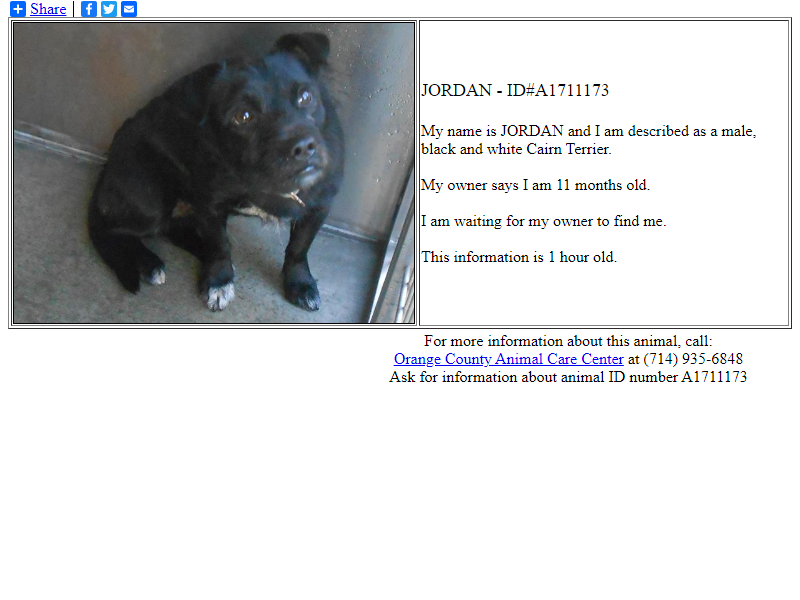 Share
JORDAN - ID#A1711173
My name is JORDAN and I am described as a male,
black and white Cairn Terrier.
My owner says I am 11 months old.
I am waiting for my owner to find me.
This information is 1 hour old.
For more information about this animal, call:
Orange County Animal Care Center at (714) 935-6848
Ask for information about animal ID number A1711173